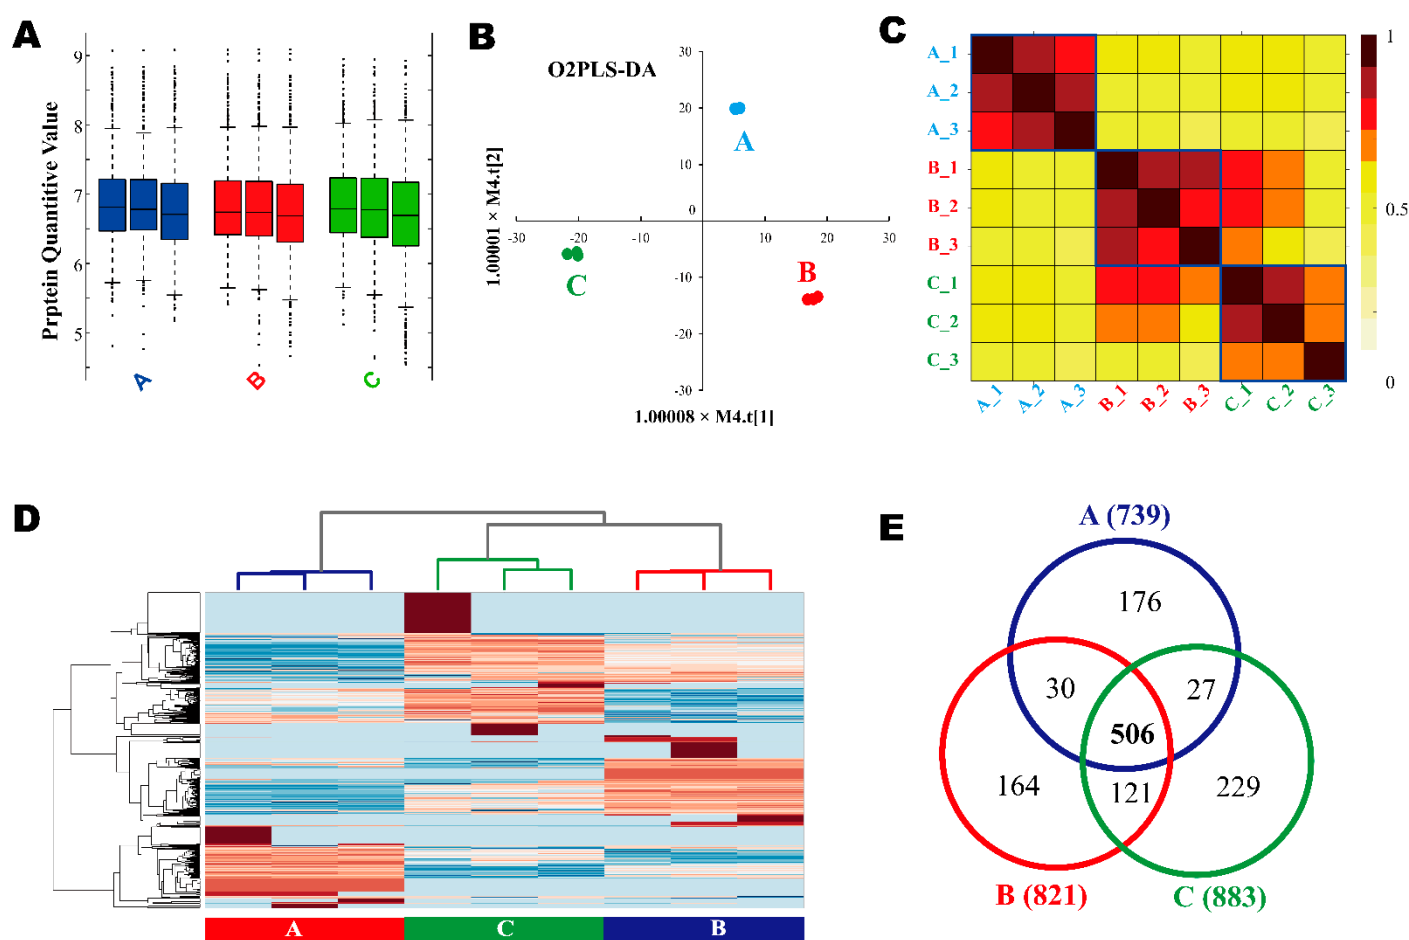 A
Prptein Quantitive Value
9
8
7
6
5
A
B
C
B
O2PLS-DA
1.00001 × M4.t[2]
30
20
10
0
-10
-20
-30
-30
-20
-10
0
10
20
30
A
B
C
1.00008 × M4.t[1]
C
A_1
A_2
A_3
B_1
B_2
B_3
C_1
C_2
C_3
A_1
A_2
A_3
B_1
B_2
B_3
C_1
C_2
C_3
1
0.5
0
D
A
C
B
E
A (739)
176
30
27
506
164
121
229
B (821)
C (883)